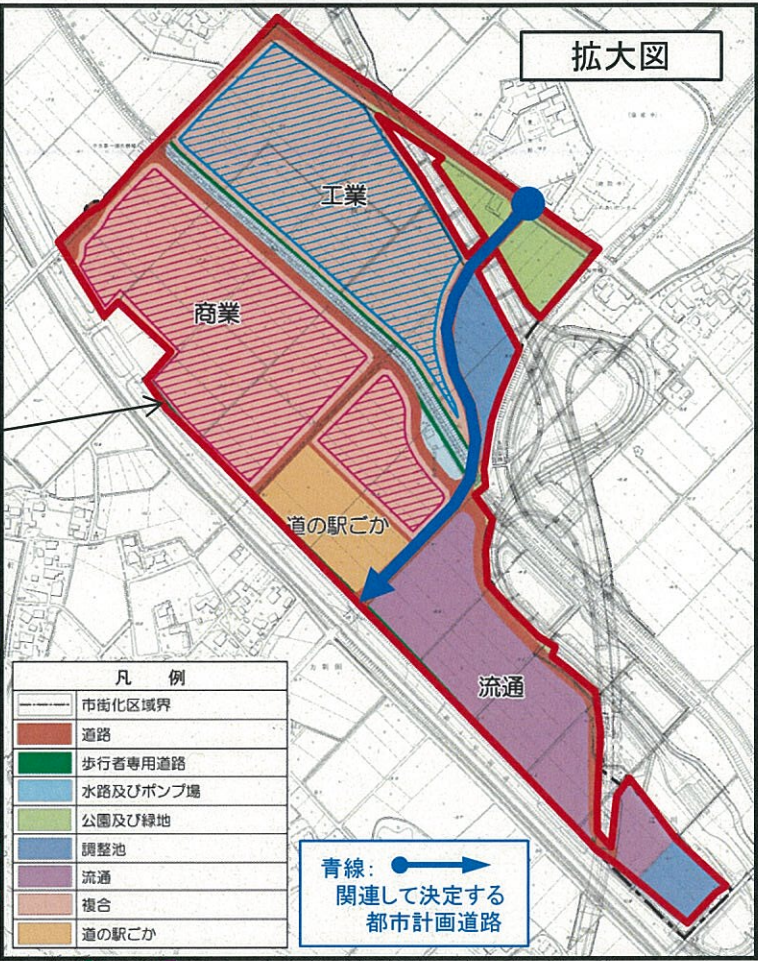 拡大図
工業
商業
道の駅ごか
流通
凡 例
市街化区域界
道路
歩行者専用道路
水路及びポンプ場
公園及び緑地
調整池
流通
複合
道の駅ごか
青線:
関連して決定する
都市計画道路